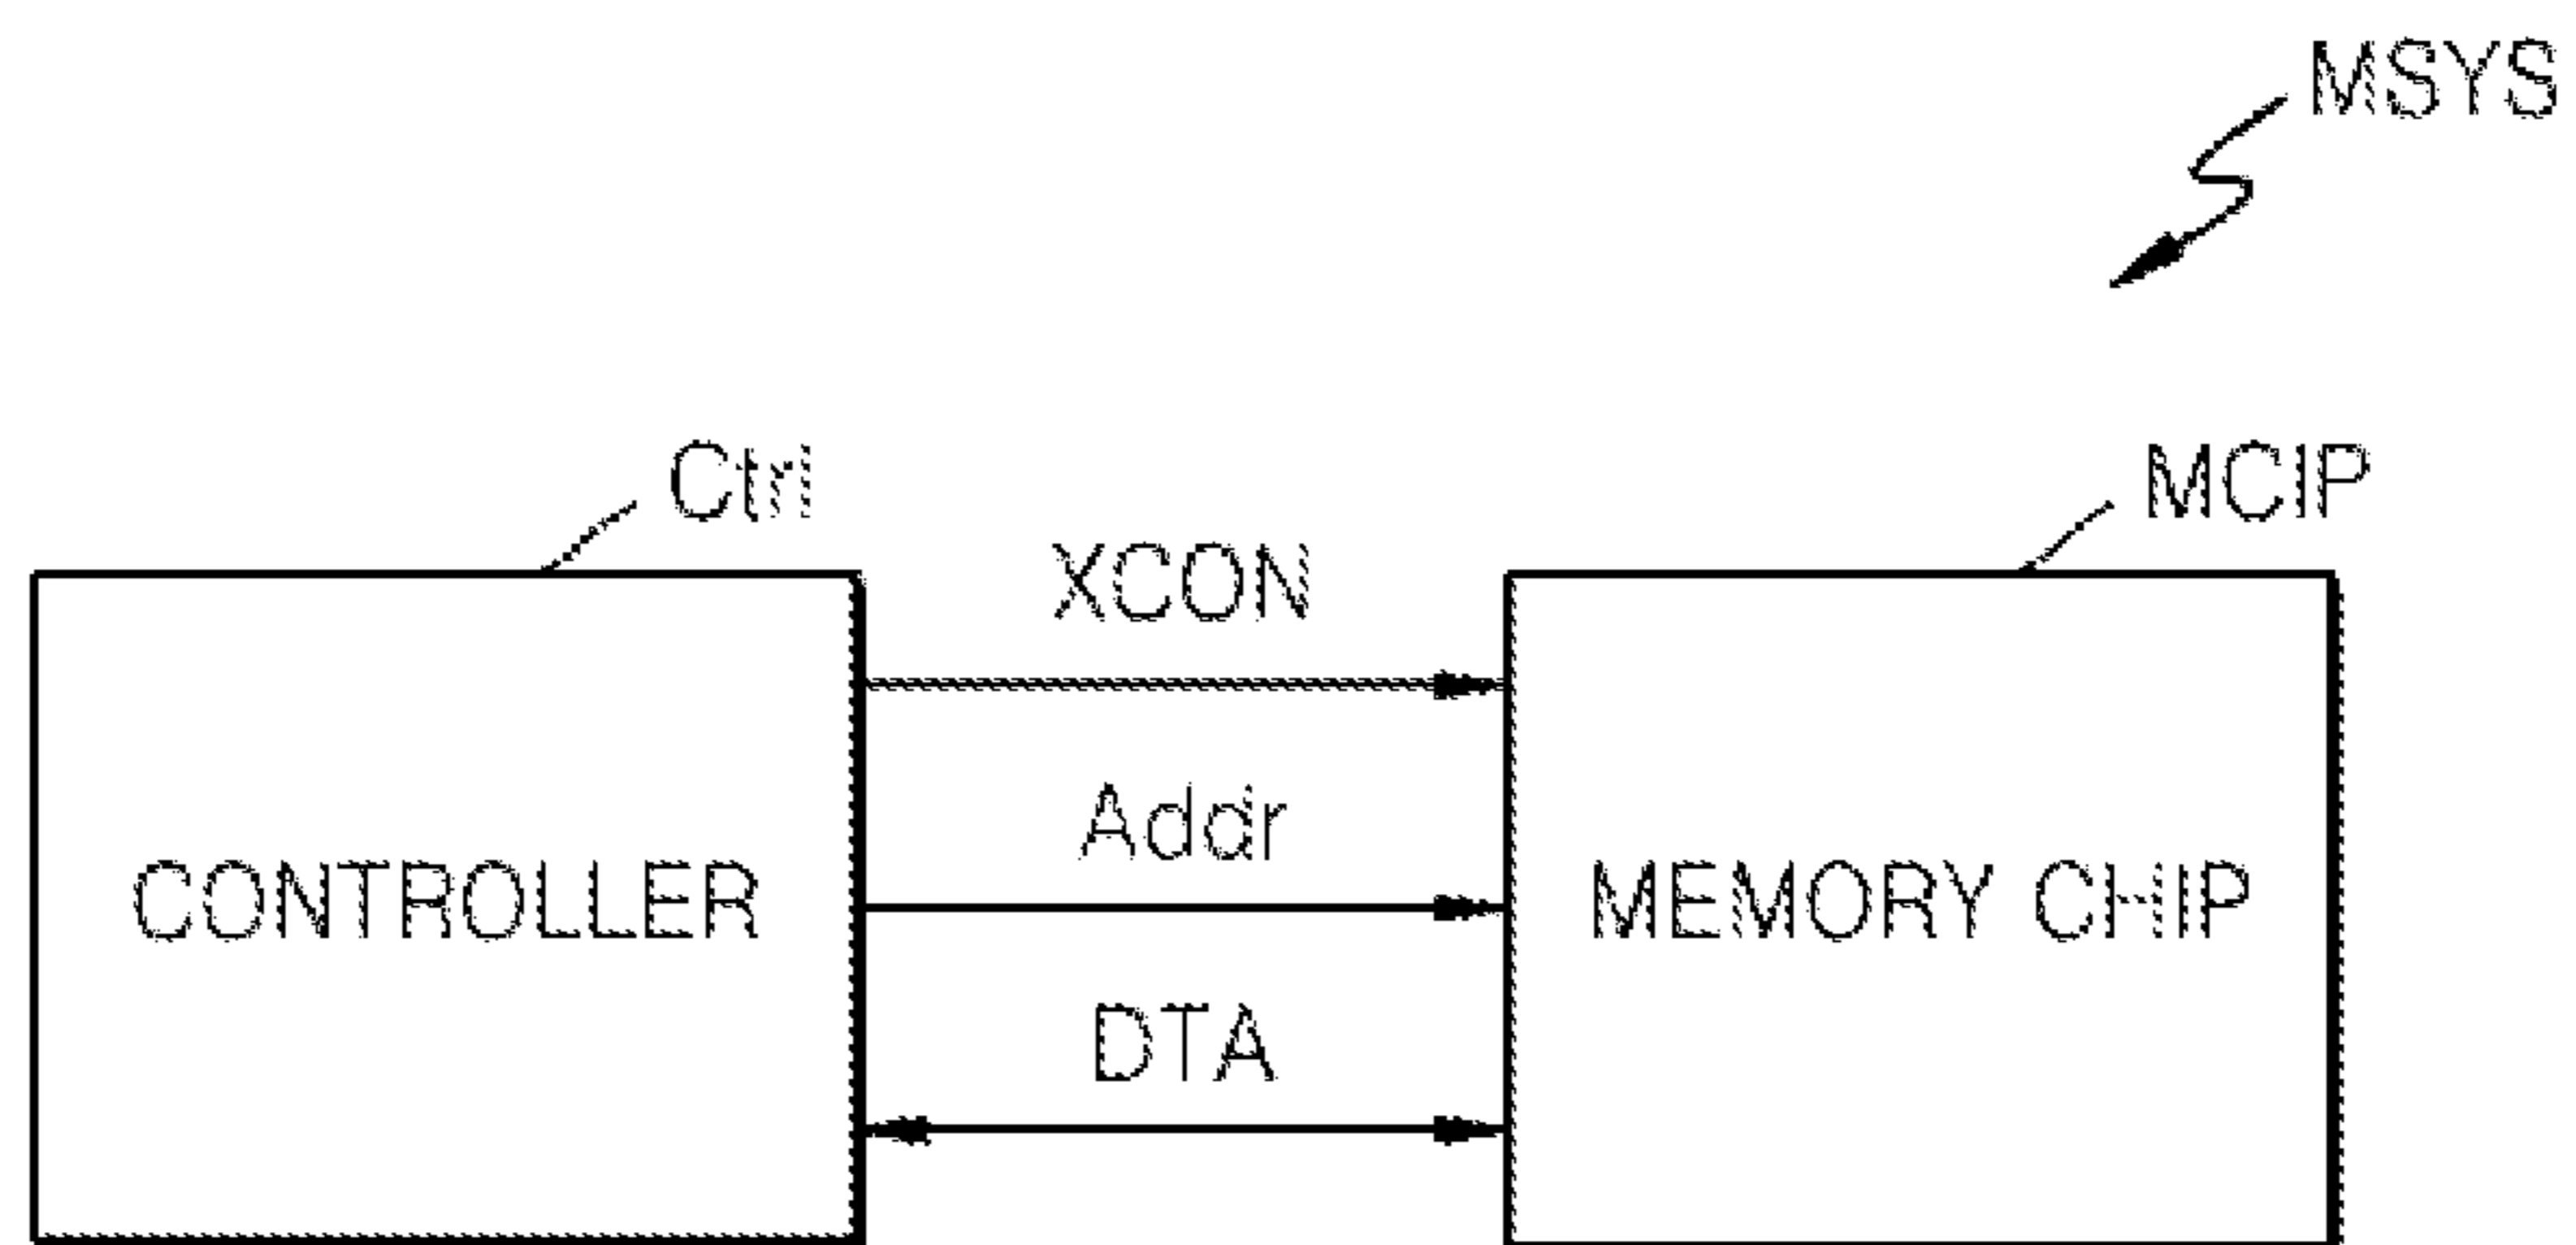 MSYS
Ctrl
MCIP
XCON
Addr
CONTROLLER
MEMORY CHIP
DTA